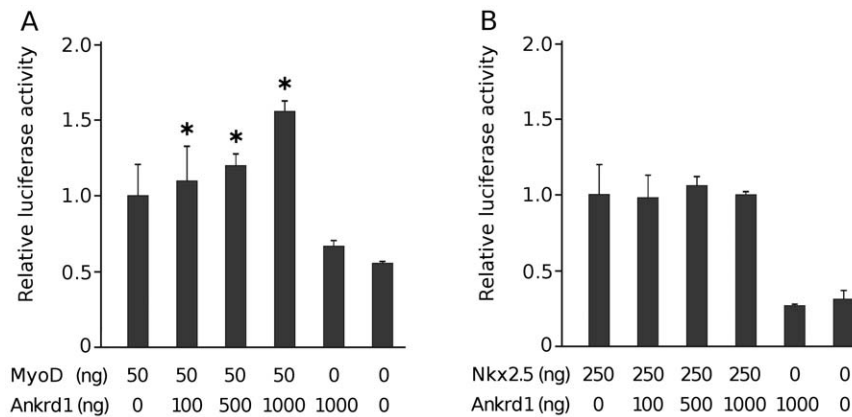 A
Relative luciferase activity
2.0
1.5
1.0
0.5
0
* * *
MyoD (ng) 50 50 50 50 0 0
Ankrd1 (ng) 0 100 500 1000 1000 0
B
Relative luciferase activity
2.0
1.5
1.0
0.5
0
Nkx2.5 (ng) 250 250 250 250 0 0
Ankrd1 (ng) 0 100 500 1000 1000 0